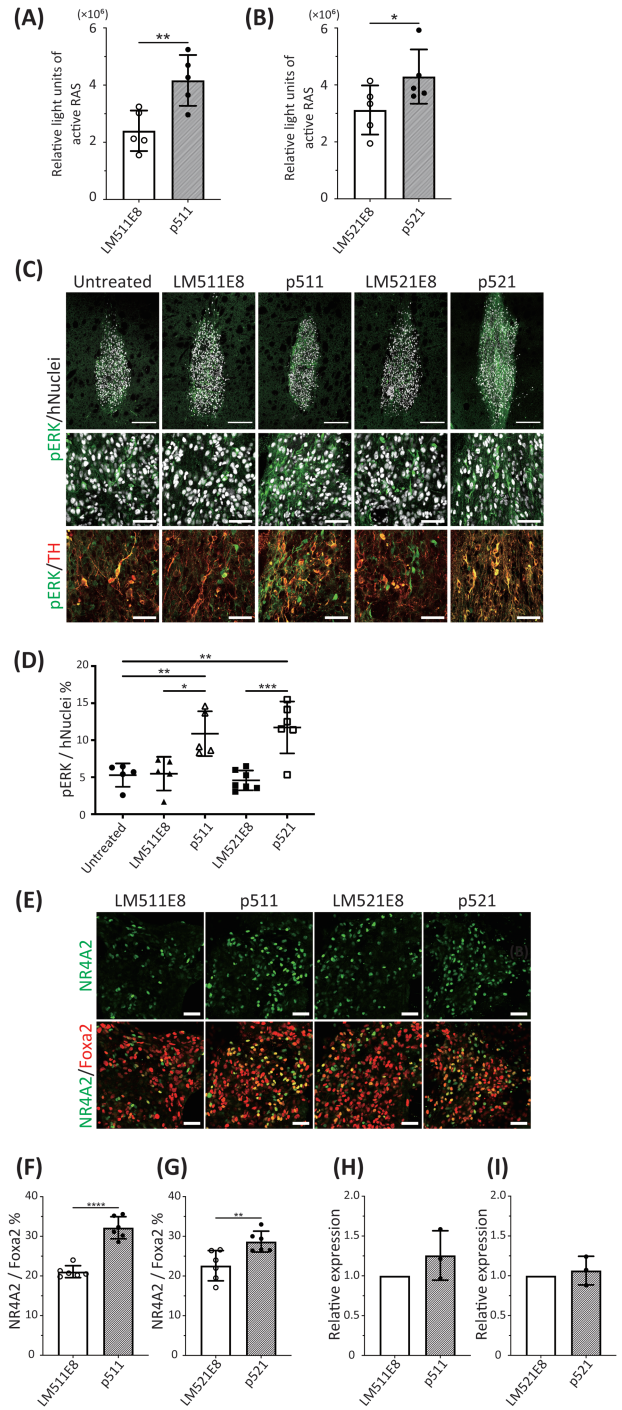 (A)
(×10⁶)
Relative light units of
active RAS
6
4
2
0
**
LM511E8
p511
(B)
(×10⁶)
Relative light units of
active RAS
6
4
2
0
*
LM521E8
p521
(C)
Untreated LM511E8 p511 LM521E8 p521
pERK/hNuclei
pERK/TH
(D)
pERK / hNuclei %
20
15
10
5
0
**
**
*
***
Untreated
LM511E8
p511
LM521E8
p521
(E)
LM511E8 p511 LM521E8 p521
NR4A2
(8)
NR4A2/Foxa2
(F)
NR4A2 / Foxa2 %
40
30
20
10
0
****
LM511E8
p511
(G)
NR4A2 / Foxa2 %
40
30
20
10
0
**
LM521E8
p521
(H)
Relative expression
2.0
1.5
1.0
0.5
0
LM511E8
p511
(I)
Relative expression
2.0
1.5
1.0
0.5
0
LM521E8
p521